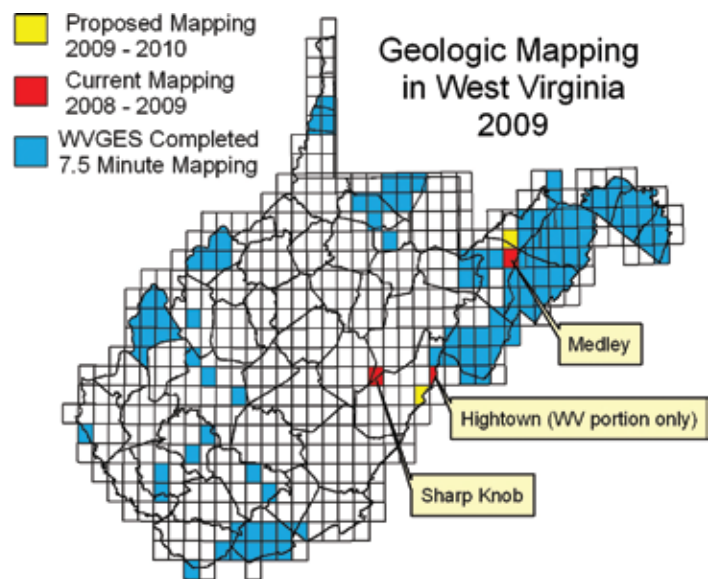 Proposed Mapping
2009 - 2010
Current Mapping
2008 - 2009
WVGES Completed
7.5 Minute Mapping
Geologic Mapping
in West Virginia
2009
Medley
Hightown (WV portion only)
Sharp Knob